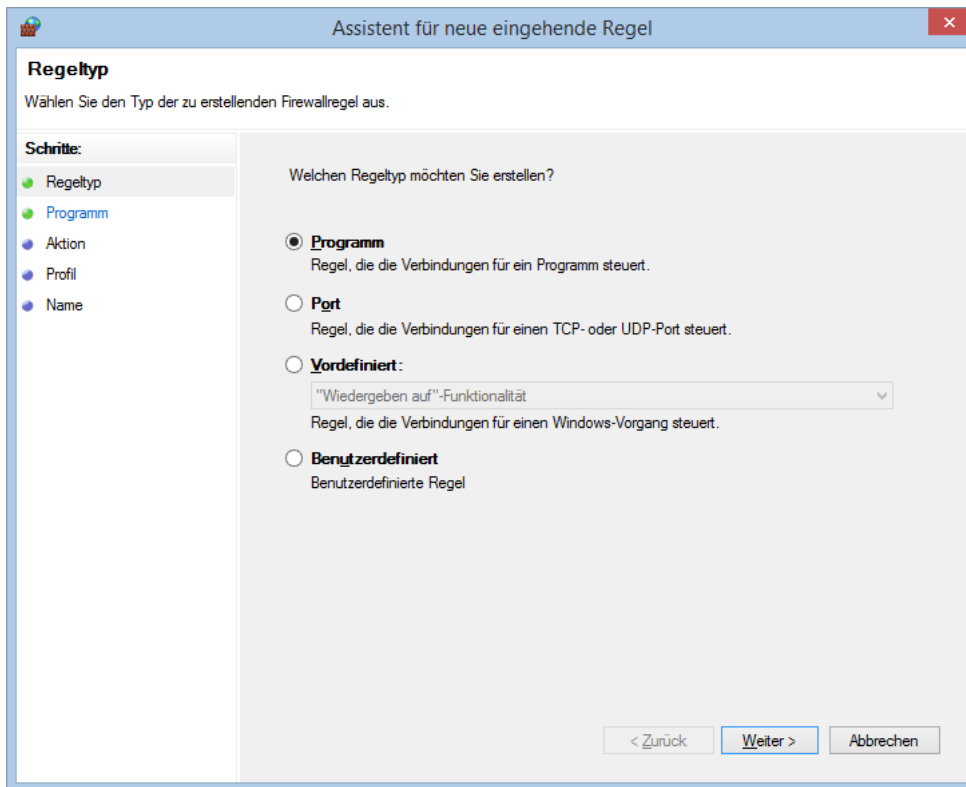 Assistent für neue eingehende Regel
Regeltyp
Wählen Sie den Typ der zu erstellenden Firewallregel aus.
Schritte:
Regeltyp
Programm
Aktion
Profil
Name
Welchen Regeltyp möchten Sie erstellen?
Programm
Regel, die die Verbindungen für ein Programm steuert.
Port
Regel, die die Verbindungen für einen TCP- oder UDP-Port steuert.
Vordefiniert:
"Wiedergeben auf"-Funktionalität
Regel, die die Verbindungen für einen Windows-Vorgang steuert.
Benutzerdefiniert
Benutzerdefinierte Regel
< Zurück Weiter > Abbrechen